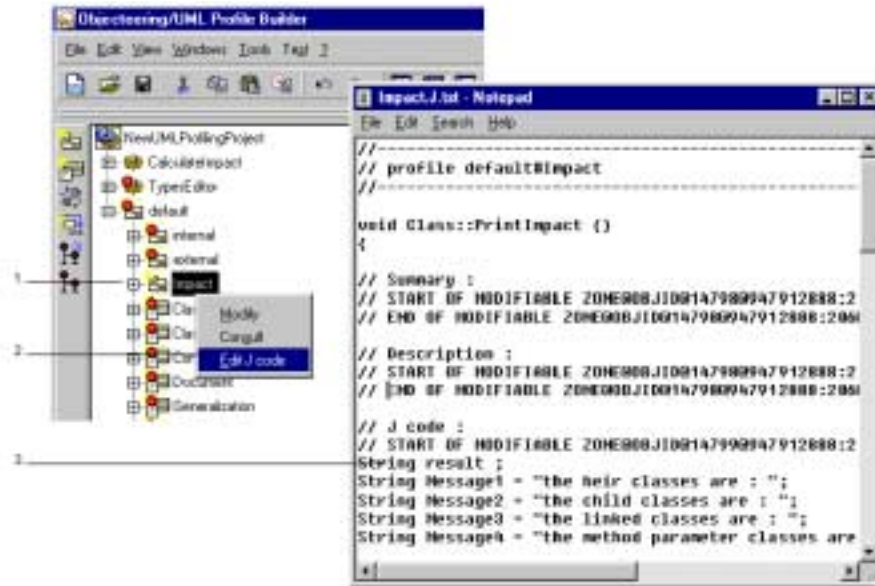 Objecteering/UML Profile Builder
File Edit View Windows Tools Test ?
NewUMLProfilingProject
CalculateImpact
TypesEditor
default
internal
external
1
Impact
Clas
Modify
Clas
Consult
2
Con
Edit J code
Document
Generalization
3
Impact.J.txt - Notepad
File Edit Search Help
//------------------------------------------------------------
// profile default#Impact
//------------------------------------------------------------
void Class::PrintImpact ()
{
// Summary :
// START OF MODIFIABLE
// END OF MODIFIABLE
// Description :
// START OF MODIFIABLE
// END OF MODIFIABLE
// J code :
// START OF MODIFIABLE
String result ;
String Message1 = "the heir classes are : ";
String Message2 = "the child classes are : ";
String Message3 = "the linked classes are : ";
String Message4 = "the method parameter classes are